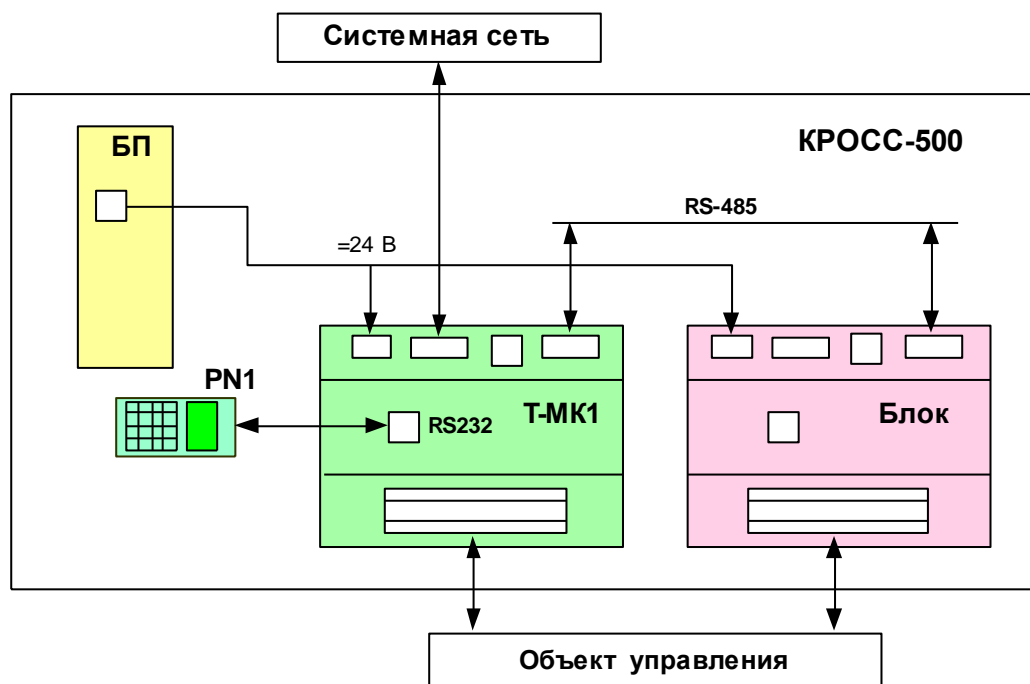 Системная сеть
БП
КРОСС-500
RS-485
=24 В
PN1
RS232
Т-МК1
Блок
Объект управления